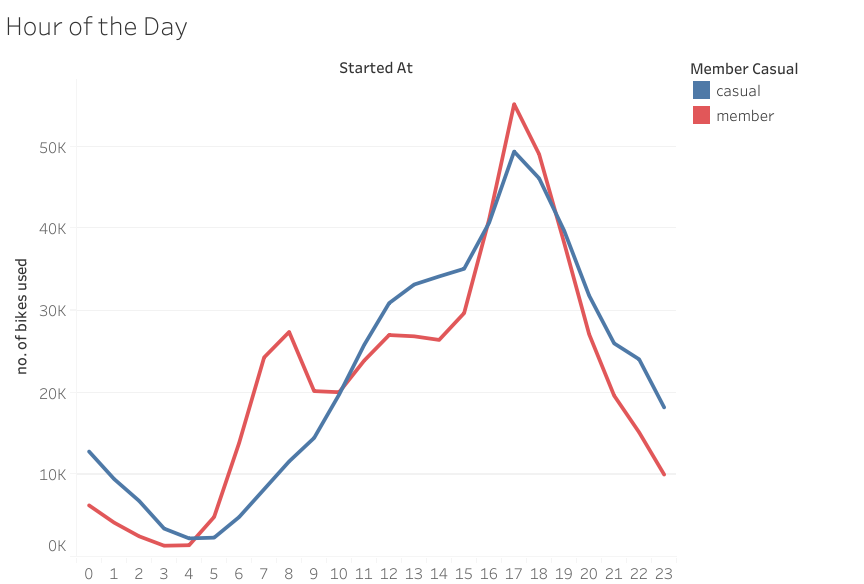 Hour of the Day
Started At
Member Casual
casual
member
no. of bikes used
50K
40K
30K
20K
10K
0K
0 1 2 3 4 5 6 7 8 9 10 11 12 13 14 15 16 17 18 19 20 21 22 23